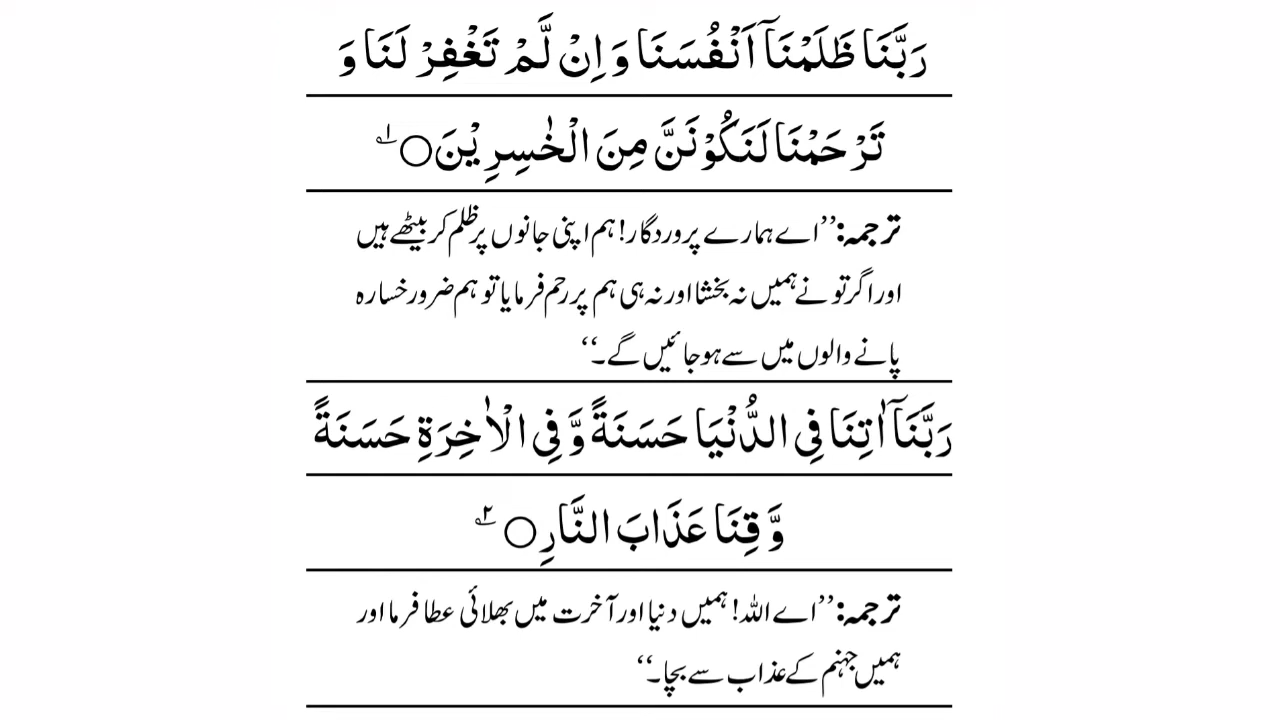 رَبَّنَا ظَلَمْنَآ اَنْفُسَنَا وَ اِنْ لَّمْ تَغْفِرْ لَنَا وَ
تَرْحَمْنَا لَنَكُوْنَنَّ مِنَ الْخٰسِرِيْنَ○ ؂۱
ترجمہ: ’’اے ہمارے پروردگار! ہم اپنی جانوں پر ظلم کر بیٹھے ہیں
اور اگر تو نے ہمیں نہ بخشا اور نہ ہی ہم پر رحم فرمایا تو ہم ضرور خسارہ
پانے والوں میں سے ہو جائیں گے۔‘‘
رَبَّنَآ اٰتِنَا فِي الدُّنْيَا حَسَنَةً وَّ فِي الْاٰخِرَةِ حَسَنَةً
وَّ قِنَا عَذَابَ النَّارِ○ ؂۲
ترجمہ: ’’اے اللہ! ہمیں دنیا اور آخرت میں بھلائی عطا فرما اور
ہمیں جہنم کے عذاب سے بچا۔‘‘